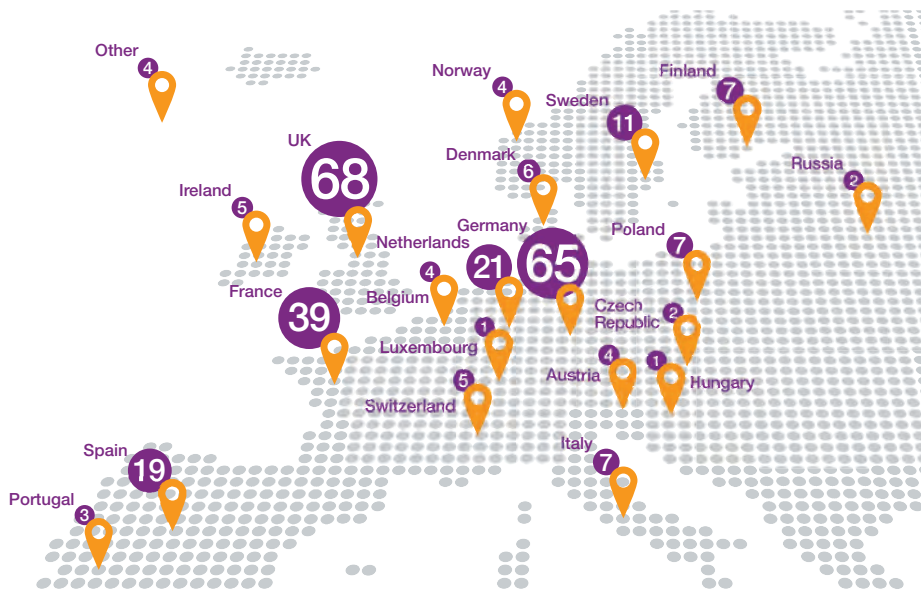 Other
4
Norway
4
Finland
7
Sweden
11
UK
68
Denmark
6
Russia
2
Ireland
5
Germany
65
Netherlands
21
Poland
7
Belgium
4
France
39
Czech
Republic
2
Luxembourg
1
Austria
4
Hungary
1
Switzerland
5
Italy
7
Spain
19
Portugal
3